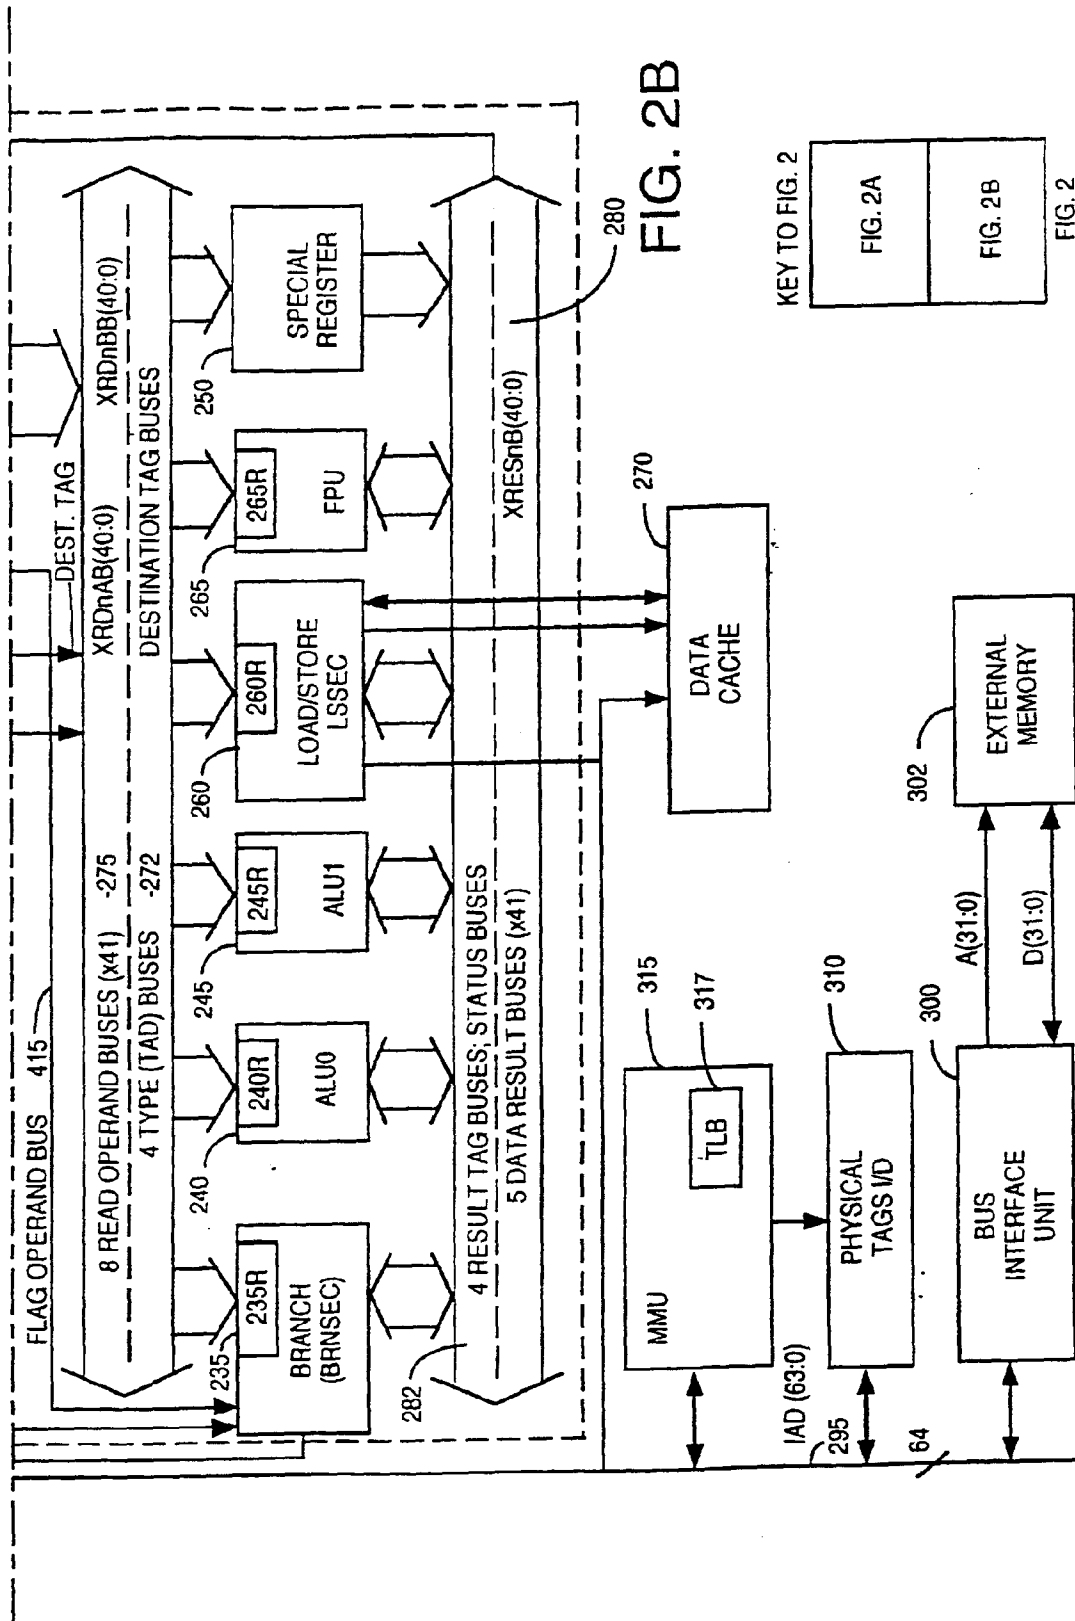 FLAG OPERAND BUS 415
DEST. TAG
8 READ OPERAND BUSES (x41) -275 XRDnAB(40:0) XRDnBB(40:0)
4 TYPE (TAD) BUSES -272 DESTINATION TAG BUSES
235
240
245
260
265
250
235R
BRANCH
(BRNSEC)
240R
ALU0
245R
ALU1
260R
LOAD/STORE
LSSEC
265R
FPU
SPECIAL
REGISTER
282
4 RESULT TAG BUSES; STATUS BUSES
5 DATA RESULT BUSES (x41) XRESnB(40:0)
280
FIG. 2B
270
DATA
CACHE
315
317
MMU
TLB
IAD (63:0)
295
310
PHYSICAL
TAGS I/D
64
300
BUS
INTERFACE
UNIT
A(31:0)
D(31:0)
302
EXTERNAL
MEMORY
KEY TO FIG. 2
FIG. 2A
FIG. 2B
FIG. 2